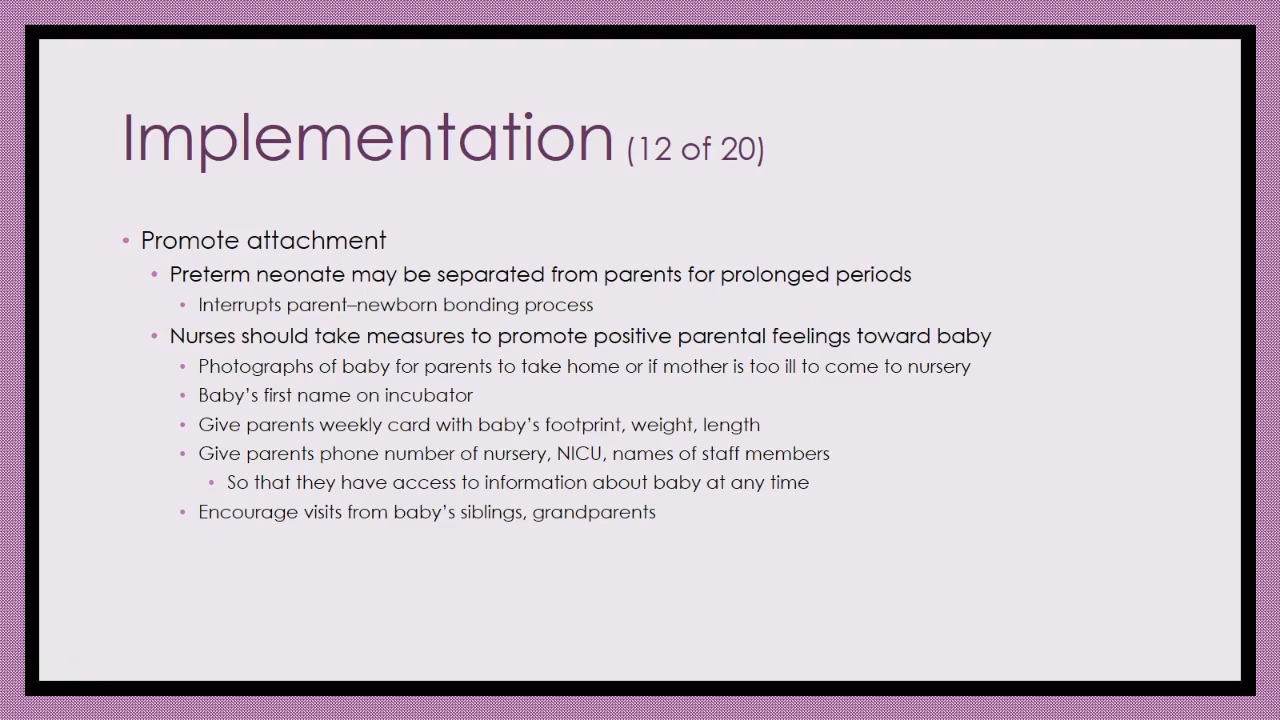 Implementation (12 of 20)
• Promote attachment
• Preterm neonate may be separated from parents for prolonged periods
• Interrupts parent–newborn bonding process
• Nurses should take measures to promote positive parental feelings toward baby
• Photographs of baby for parents to take home or if mother is too ill to come to nursery
• Baby’s first name on incubator
• Give parents weekly card with baby’s footprint, weight, length
• Give parents phone number of nursery, NICU, names of staff members
• So that they have access to information about baby at any time
• Encourage visits from baby’s siblings, grandparents